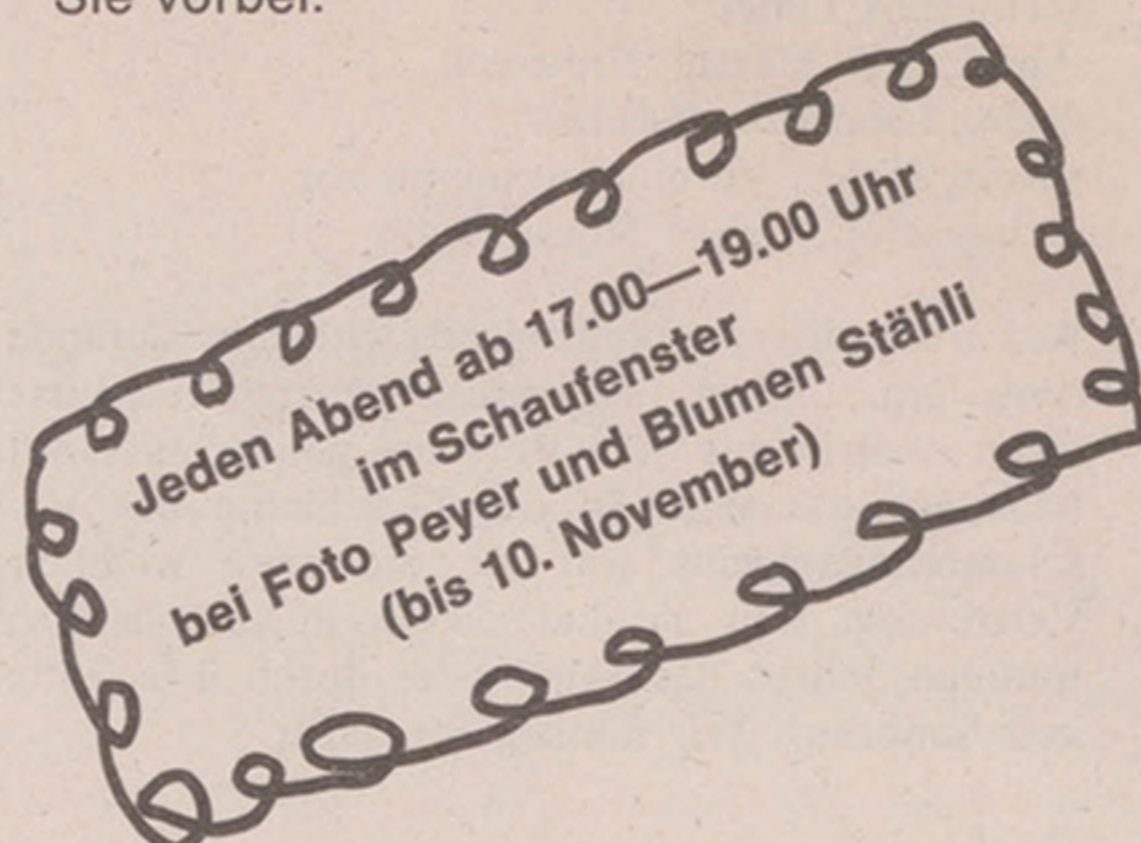 Sie vorbei.
Jeden Abend ab 17.00—19.00 Uhr
im Schaufenster
bei Foto Peyer und Blumen Stähli
(bis 10. November)